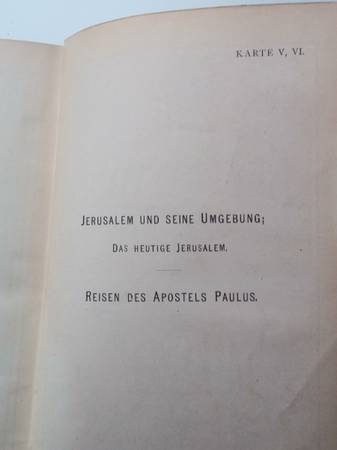 KARTE V, VI.
JERUSALEM UND SEINE UMGEBUNG;
DAS HEUTIGE JERUSALEM.
REISEN DES APOSTELS PAULUS.